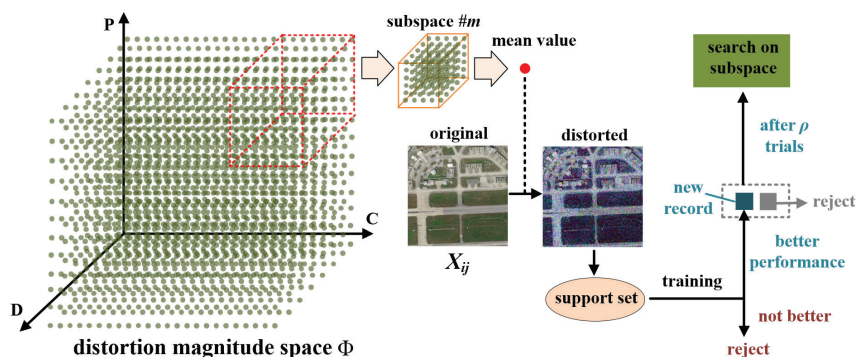 P
subspace #m
mean value
search on
subspace
original
distorted
after ρ
trials
new
record
reject
C
X_ij
better
performance
D
support set
training
not better
reject
distortion magnitude space Φ